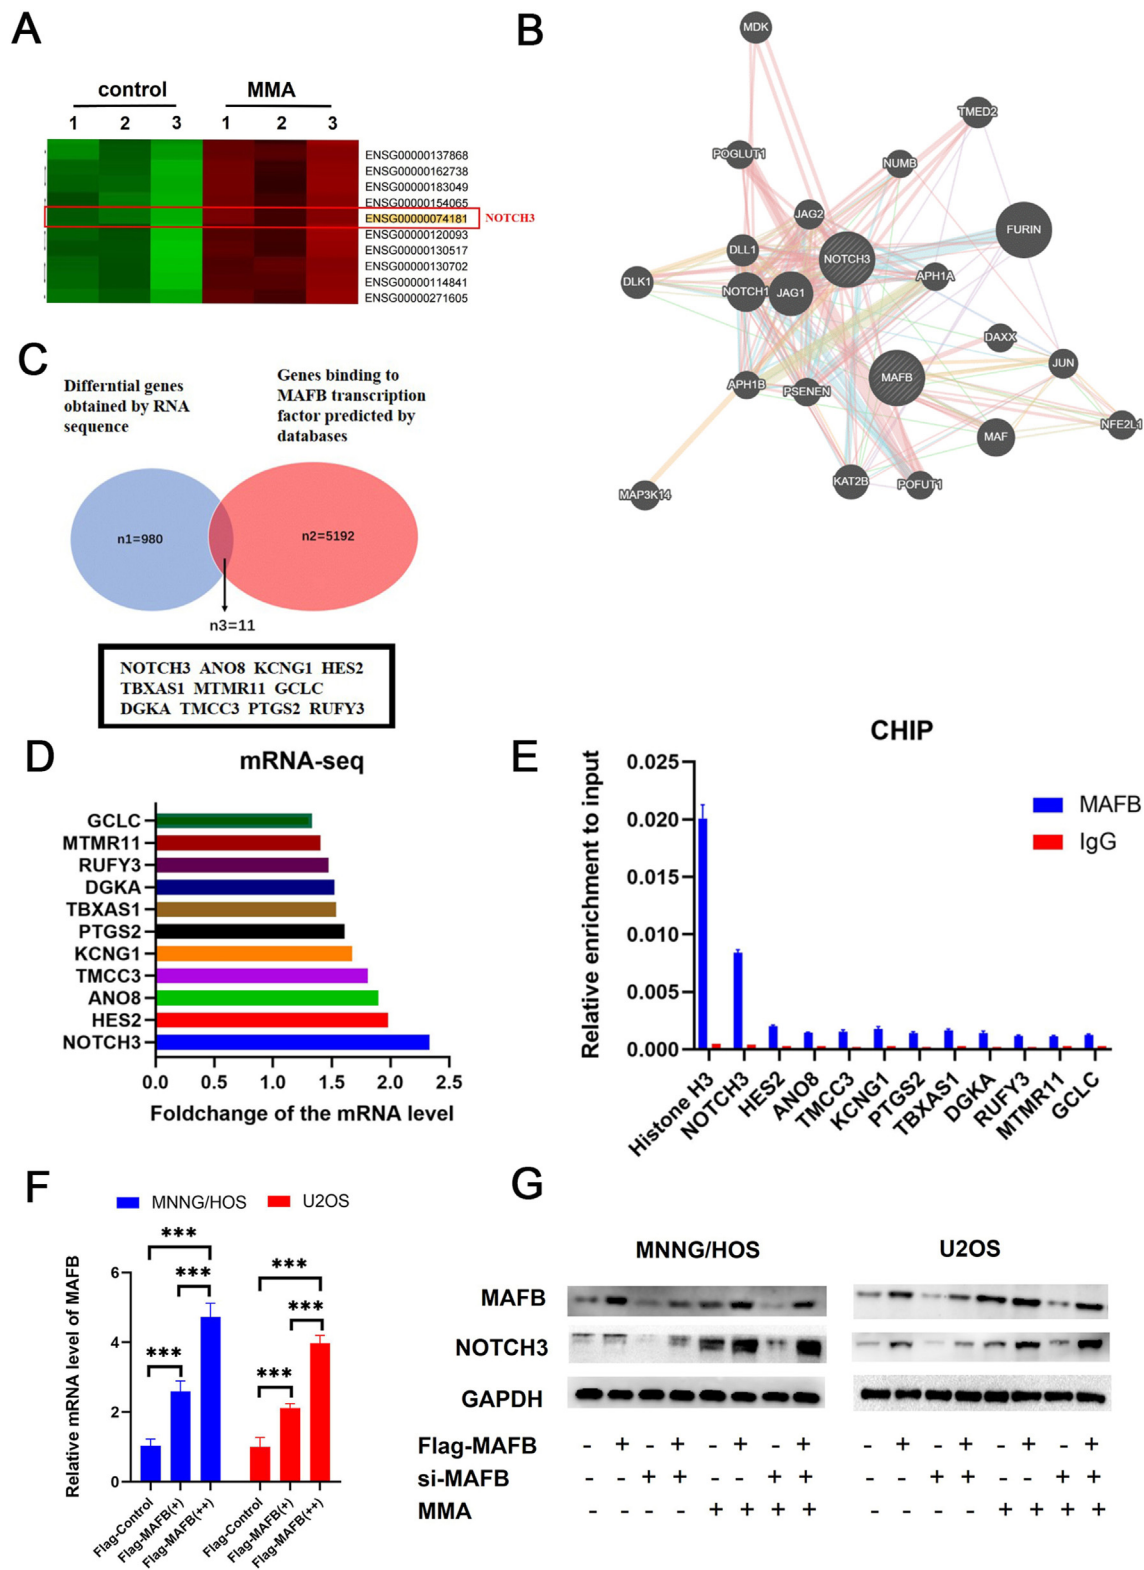 A
control MMA
1 2 3 1 2 3
ENSG00000137868
ENSG00000162738
ENSG00000183049
ENSG00000154065
ENSG00000074181 NOTCH3
ENSG00000120093
ENSG00000130517
ENSG00000130702
ENSG00000114841
ENSG00000271605
B
MDK
TMED2
POGLUT1
NUMB
JAG2
FURIN
DLL1
NOTCH3
DLK1
NOTCH1
JAG1
APH1A
DAXX
JUN
MAFB
APH1B
PSENEN
NFE2L1
MAF
MAP3K14
KAT2B
POFUT1
C
Differntial genes
obtained by RNA
sequence
Genes binding to
MAFB transcription
factor predicted by
databases
n1=980
n2=5192
n3=11
NOTCH3 ANO8 KCNG1 HES2
TBXAS1 MTMR11 GCLC
DGKA TMCC3 PTGS2 RUFY3
D
mRNA-seq
GCLC
MTMR11
RUFY3
DGKA
TBXAS1
PTGS2
KCNG1
TMCC3
ANO8
HES2
NOTCH3
0.0 0.5 1.0 1.5 2.0 2.5
Foldchange of the mRNA level
E
CHIP
Relative enrichment to input
0.025
0.020
0.015
0.010
0.005
0.000
MAFB
IgG
Histone H3
NOTCH3
HES2
ANO8
TMCC3
KCNG1
PTGS2
TBXAS1
DGKA
RUFY3
MTMR11
GCLC
F
MNNG/HOS U2OS
Relative mRNA level of MAFB
6
4
2
0
***
***
***
***
***
***
Flag-Control
Flag-MAFB(+)
Flag-MAFB(++)
Flag-Control
Flag-MAFB(+)
Flag-MAFB(++)
G
MNNG/HOS U2OS
MAFB
NOTCH3
GAPDH
Flag-MAFB - + - + - + - + - + - + - + - +
si-MAFB - - + + - - + + - - + + - - + +
MMA - - - - + + + + - - - - + + + +